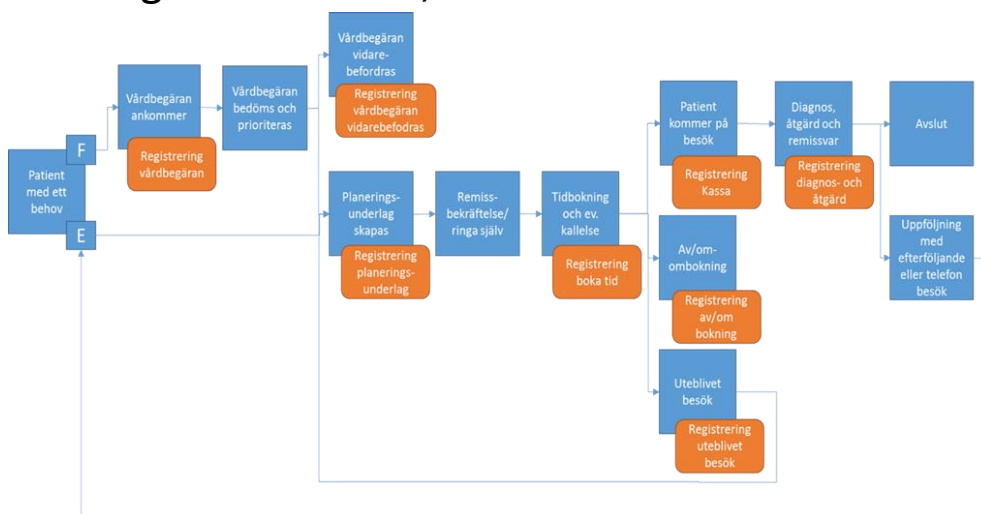 Vårdbegäran
vidare-
befordras
Registrering
vårdbegäran
vidarebefodras
Vårdbegäran
ankommer
Registrering
vårdbegäran
Vårdbegäran
bedöms och
prioriteras
Patient
kommer på
besök
Registrering
Kassa
Diagnos,
åtgärd och
remissvar
Registrering
diagnos- och
åtgärd
Avslut
F
Patient
med ett
behov
E
Planerings-
underlag
skapas
Registrering
planerings-
underlag
Remiss-
bekräftelse/
ringa själv
Tidbokning
och ev.
kallelse
Registrering
boka tid
Av/om-
ombokning
Registrering
av/om
bokning
Uppföljning
med
efterföljande
eller telefon
besök
Uteblivet
besök
Registrering
uteblivet
besök